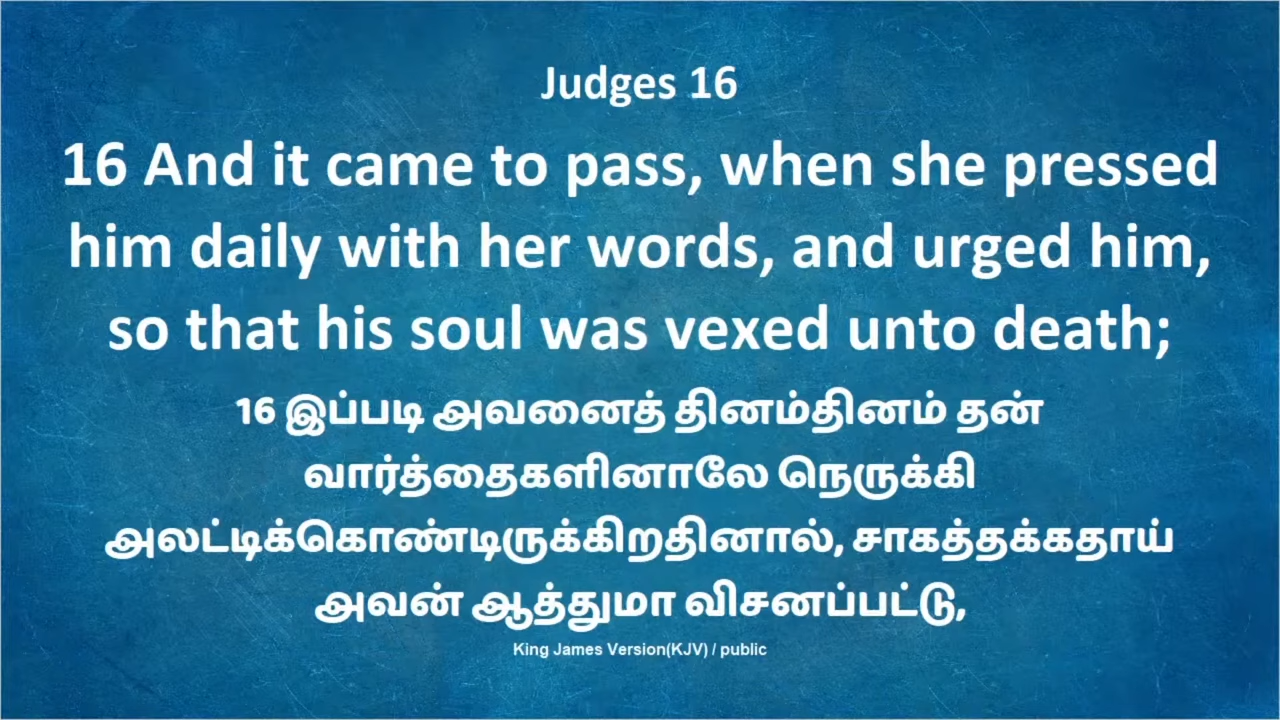 Judges 16
16 And it came to pass, when she pressed
him daily with her words, and urged him,
so that his soul was vexed unto death;
16 இப்படி அவனைத் தினம்தினம் தன்
வார்த்தைகளினாலே நெருக்கி
அலட்டிக்கொண்டிருக்கிறதினால், சாகத்தக்கதாய்
அவன் ஆத்துமா விசனப்பட்டு,
King James Version(KJV) / public